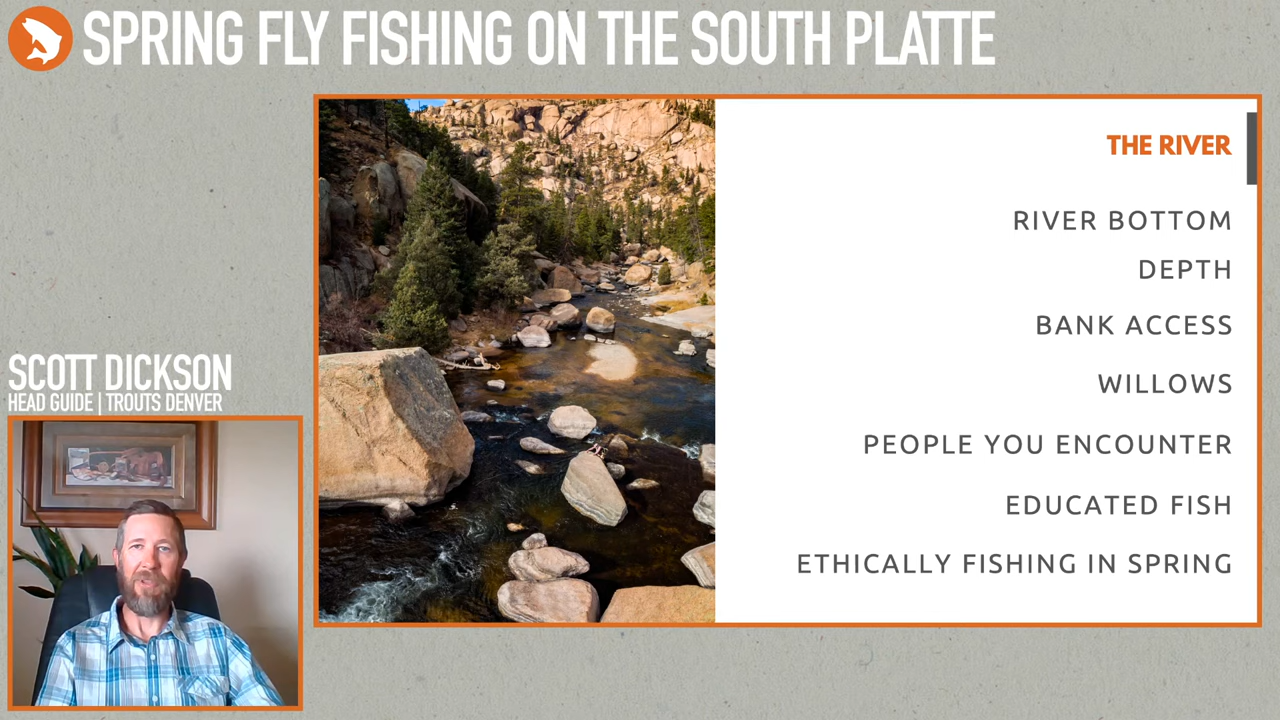 SPRING FLY FISHING ON THE SOUTH PLATTE
THE RIVER
RIVER BOTTOM
DEPTH
BANK ACCESS
WILLOWS
PEOPLE YOU ENCOUNTER
EDUCATED FISH
ETHICALLY FISHING IN SPRING
SCOTT DICKSON
HEAD GUIDE | TROUTS DENVER